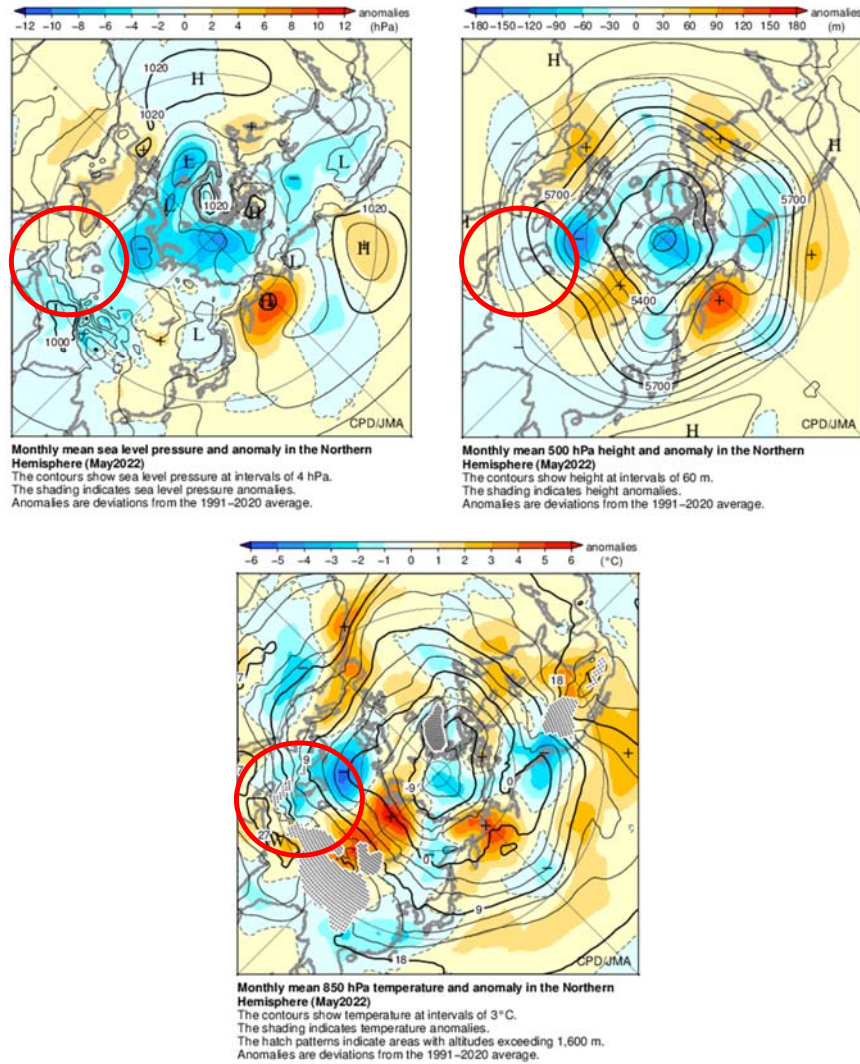 −12 −10 −8 −6 −4 −2 0 2 4 6 8 10 12 anomalies
(hPa)
H
1020
1020
L
L
1020
H
1020
H
L
H
L
L
1000
CPD/JMA
Monthly mean sea level pressure and anomaly in the Northern
Hemisphere (May2022)
The contours show sea level pressure at intervals of 4 hPa.
The shading indicates sea level pressure anomalies.
Anomalies are deviations from the 1991−2020 average.
−180−150−120 −90 −60 −30 0 30 60 90 120 150 180 anomalies
(m)
H
H
5700
5700
H
5400
5700
H
CPD/JMA
Monthly mean 500 hPa height and anomaly in the Northern
Hemisphere (May2022)
The contours show height at intervals of 60 m.
The shading indicates height anomalies.
Anomalies are deviations from the 1991−2020 average.
−6 −5 −4 −3 −2 −1 0 1 2 3 4 5 6 anomalies
(°C)
7
18
9
7
0
-9
27
0
9
18
CPD/JMA
Monthly mean 850 hPa temperature and anomaly in the Northern
Hemisphere (May2022)
The contours show temperature at intervals of 3°C.
The shading indicates temperature anomalies.
The hatch patterns indicate areas with altitudes exceeding 1,600 m.
Anomalies are deviations from the 1991−2020 average.